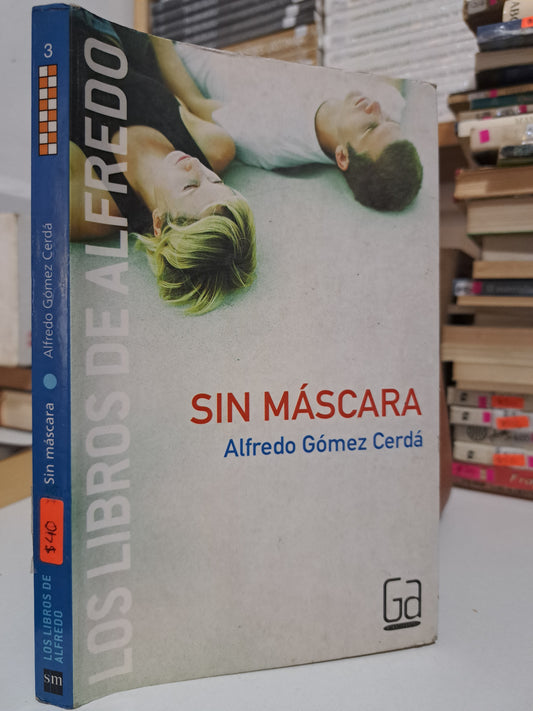 3
Alfredo Gómez Cerdá
Sin máscara
$40
LOS LIBROS DE
ALFREDO
sm
LOS LIBROS DE ALFREDO
SIN MÁSCARA
Alfredo Gómez Cerdá
Ga